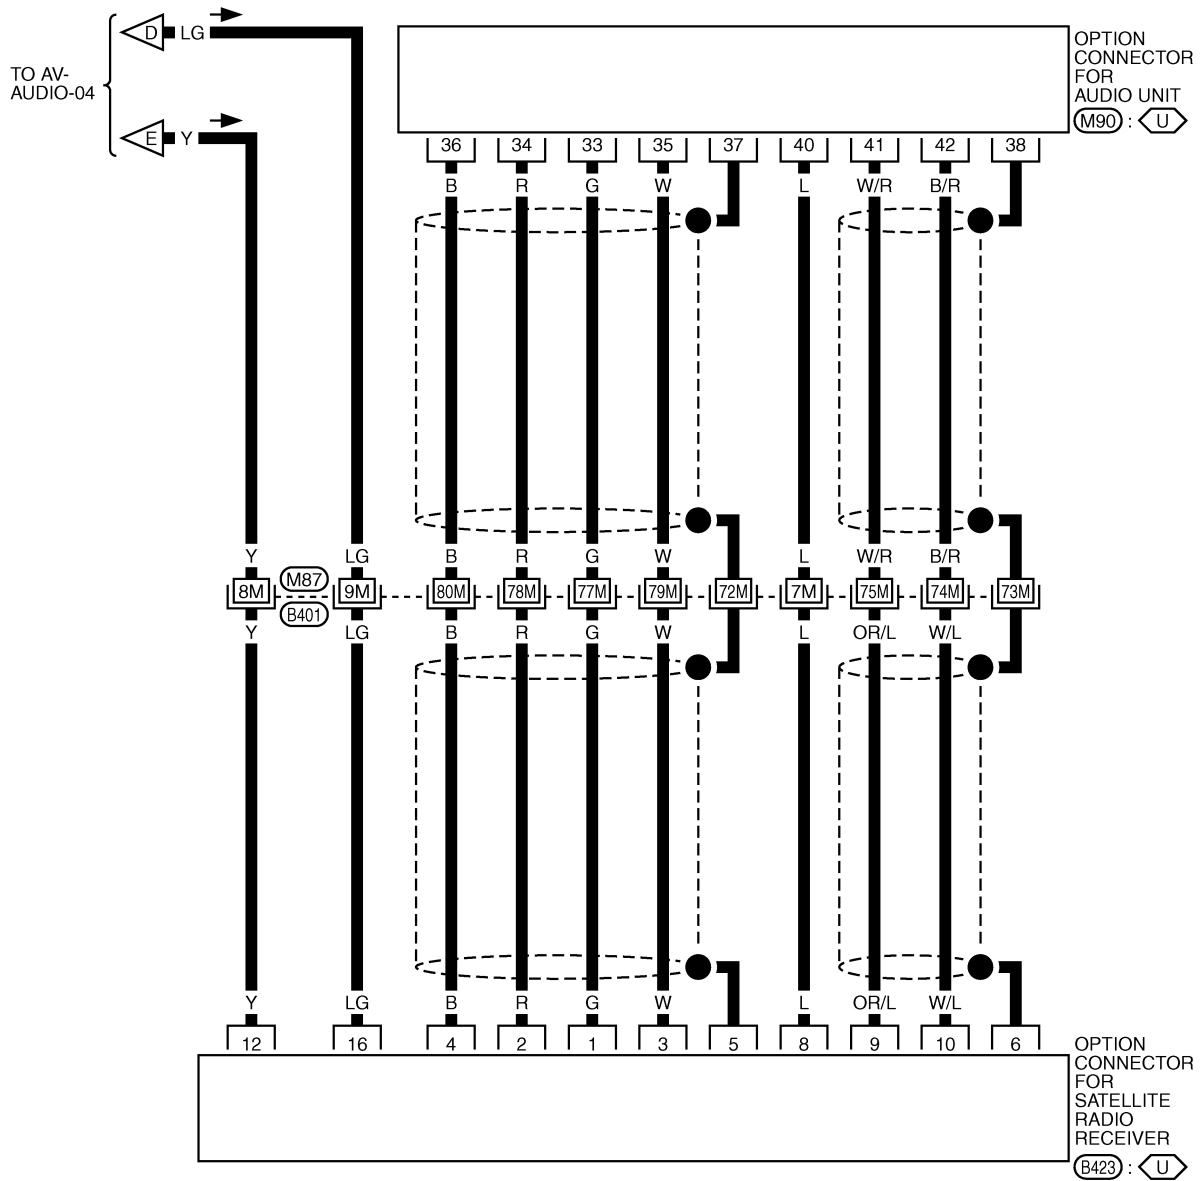 D LG
TO AV-
AUDIO-04
E Y
OPTION
CONNECTOR
FOR
AUDIO UNIT
M90 : U
36 34 33 35 37 40 41 42 38
B R G W L W/R B/R
Y LG B R G W L W/R B/R
M87
8M 9M 80M 78M 77M 79M 72M 7M 75M 74M 73M
B401
Y LG B R G W L OR/L W/L
Y LG B R G W L OR/L W/L
12 16 4 2 1 3 5 8 9 10 6
OPTION
CONNECTOR
FOR
SATELLITE
RADIO
RECEIVER
B423 : U